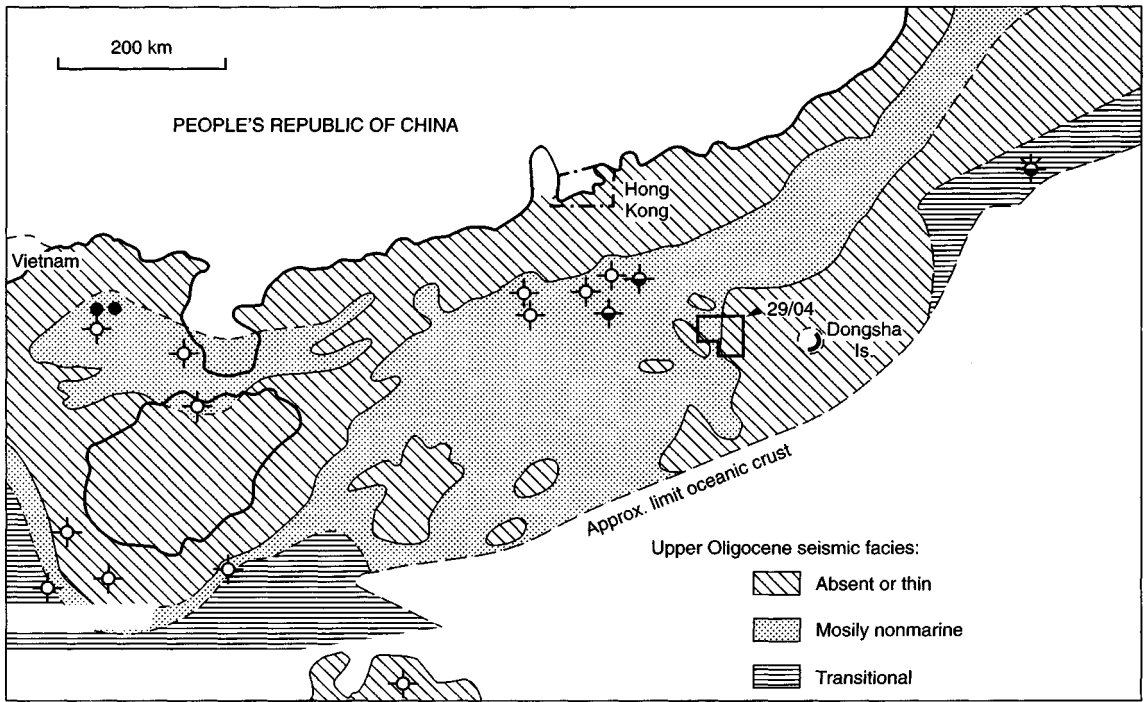 200 km
PEOPLE'S REPUBLIC OF CHINA
Hong
Kong
Vietnam
29/04
Dongsha
Is.
Approx. limit oceanic crust
Upper Oligocene seismic facies:
Absent or thin
Mosily nonmarine
Transitional